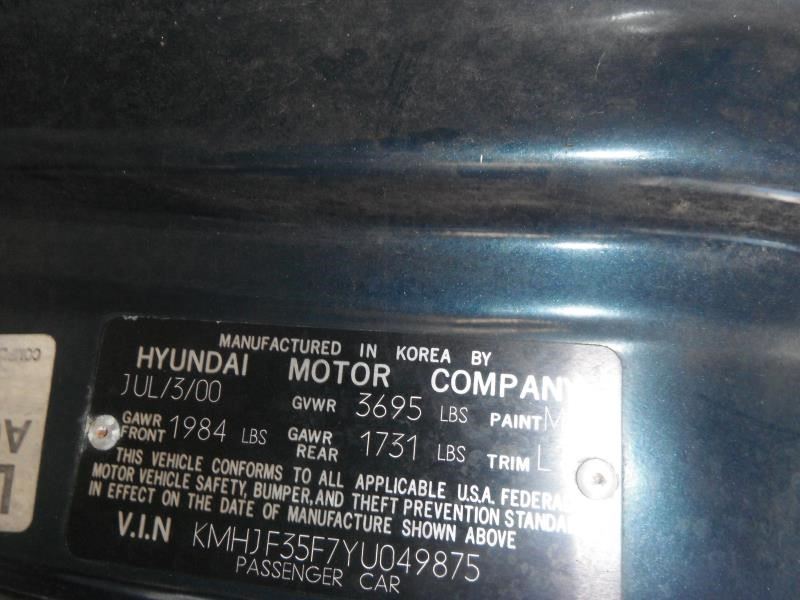 MANUFACTURED IN KOREA BY
HYUNDAI MOTOR COMPANY
JUL/3/00 GVWR 3695 LBS PAINT M
GAWR FRONT 1984 LBS GAWR REAR 1731 LBS TRIM L
THIS VEHICLE CONFORMS TO ALL APPLICABLE U.S.A. FEDERA
MOTOR VEHICLE SAFETY, BUMPER, AND THEFT PREVENTION STANDA
IN EFFECT ON THE DATE OF MANUFACTURE SHOWN ABOVE
V.I.N KMHJF35F7YU049875
PASSENGER CAR